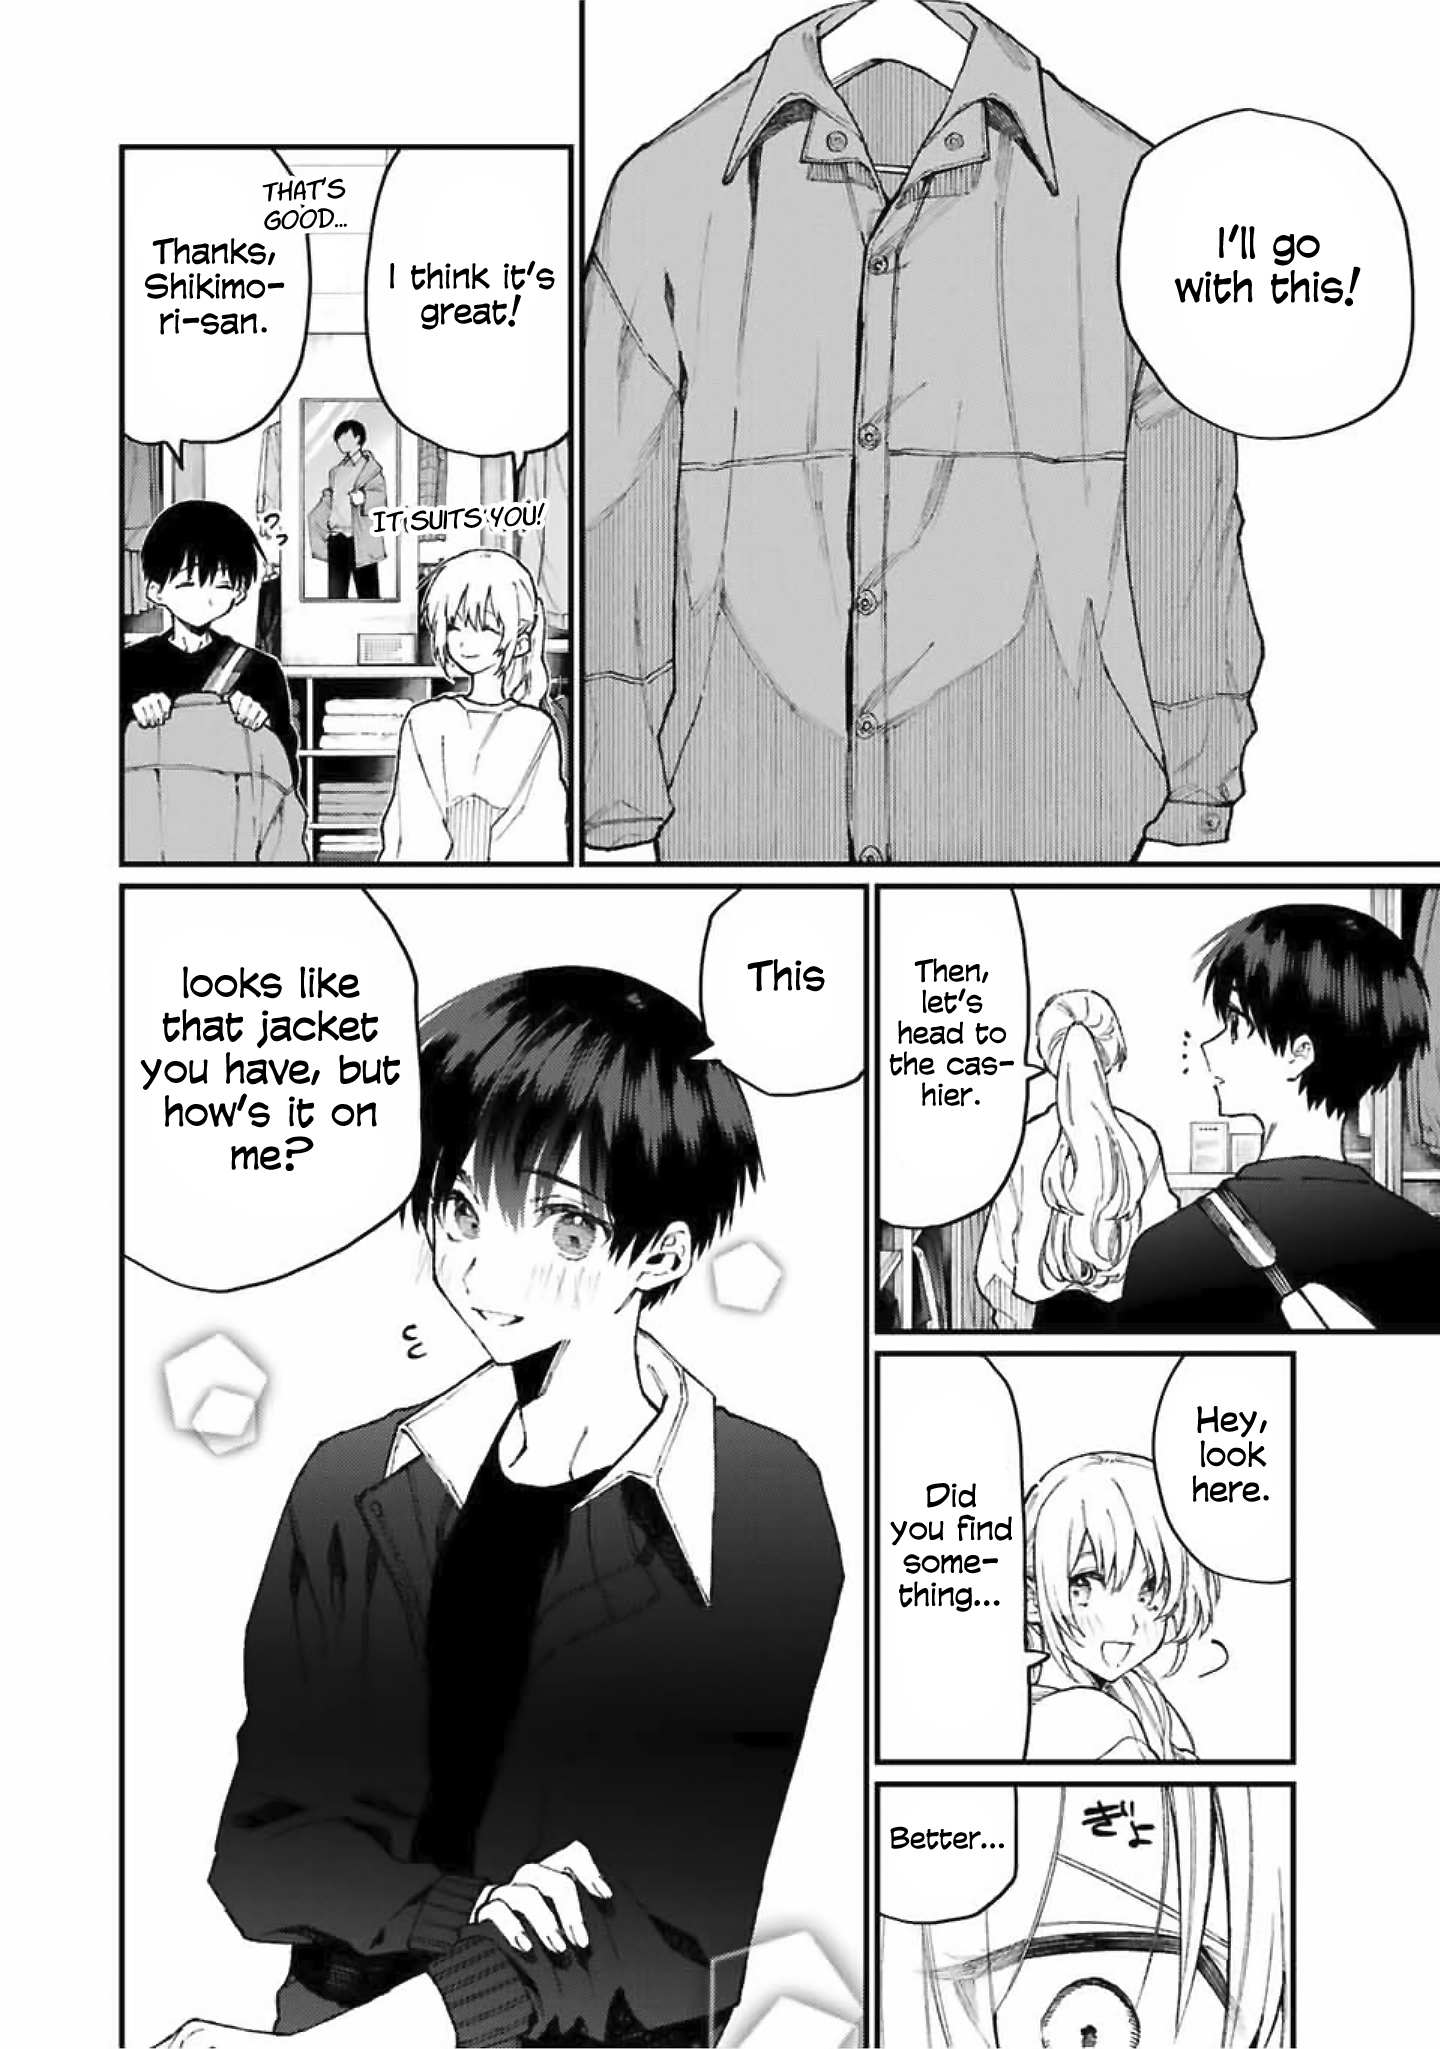 I'll go
with this!
I think it's
great!
IT SUITS YOU!
THAT'S
GOOD...
Thanks,
Shikimo-
ri-san.
Then,
let's
head to
the cas-
hier.
Hey,
look
here.
Did
you find
some-
thing...
Better...
ぎょ
This
looks like
that jacket
you have, but
how's it on
me?